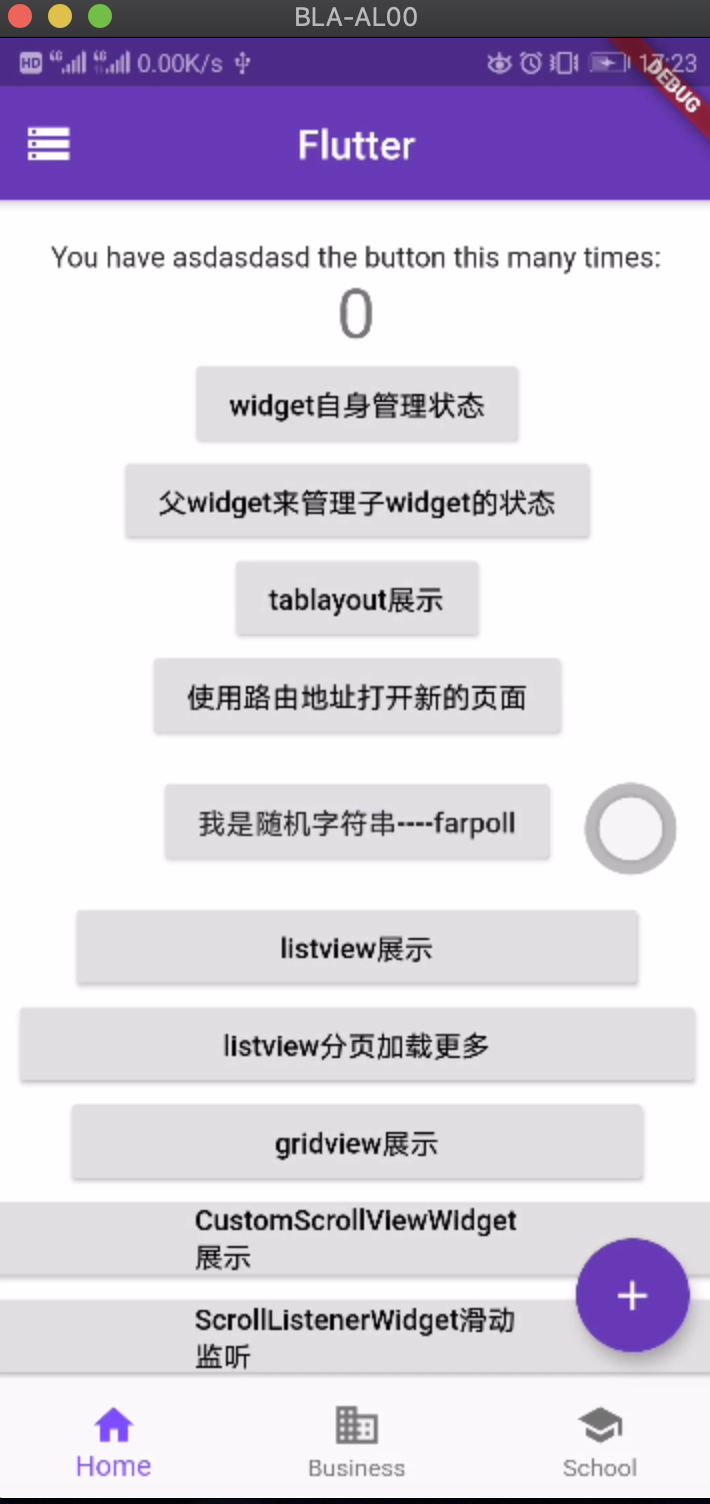 BLA-AL00
HD 4G 4G 0.00K/s 17:23
DEBUG
Flutter
You have asdasdasd the button this many times:
0
widget自身管理状态
父widget来管理子widget的状态
tablayout展示
使用路由地址打开新的页面
我是随机字符串----farpoll
listview展示
listview分页加载更多
gridview展示
CustomScrollViewWidget
展示
ScrollListenerWidget滑动
监听
Home
Business
School